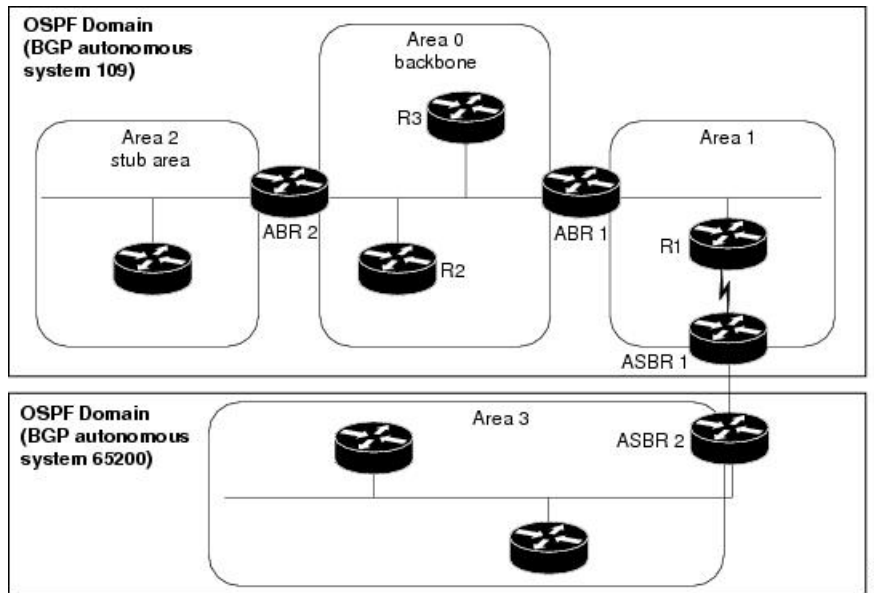 OSPF Domain
(BGP autonomous
system 109)
Area 0
backbone
R3
Area 2
stub area
Area 1
ABR 2
ABR 1
R1
R2
ASBR 1
OSPF Domain
(BGP autonomous
system 65200)
Area 3
ASBR 2